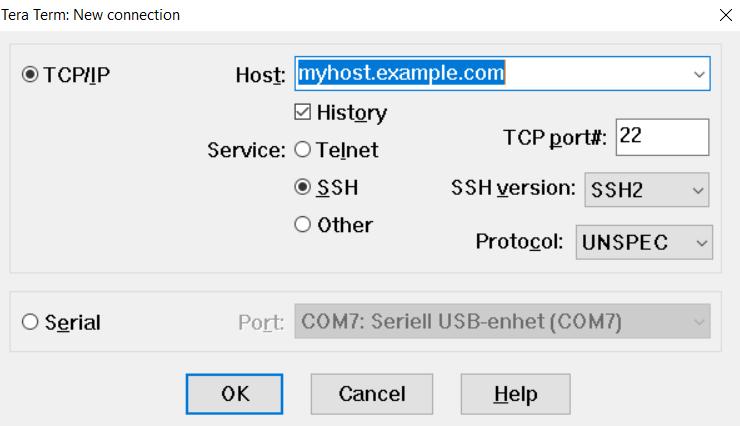 Tera Term: New connection
TCP/IP Host: myhost.example.com
History
Service: Telnet TCP port#: 22
SSH SSH version: SSH2
Other Protocol: UNSPEC
Serial Port: COM7: Seriell USB-enhet (COM7)
OK Cancel Help